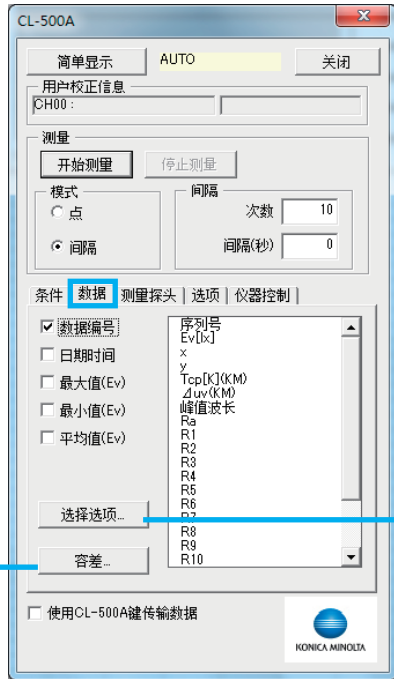 CL-500A
简单显示 AUTO 关闭
用户校正信息
CH00 :
测量
开始测量 停止测量
模式
点
间隔
间隔
次数 10
间隔(秒) 0
条件 数据 测量探头 选项 仪器控制
数据编号
日期时间
最大值(Ev)
最小值(Ev)
平均值(Ev)
选择选项...
容差...
序列号
Ev[lx]
x
y
Tcp[K](KM)
⊿uv(KM)
峰值波长
Ra
R1
R2
R3
R4
R5
R6
R7
R8
R9
R10
使用CL-500A键传输数据
KONICA MINOLTA